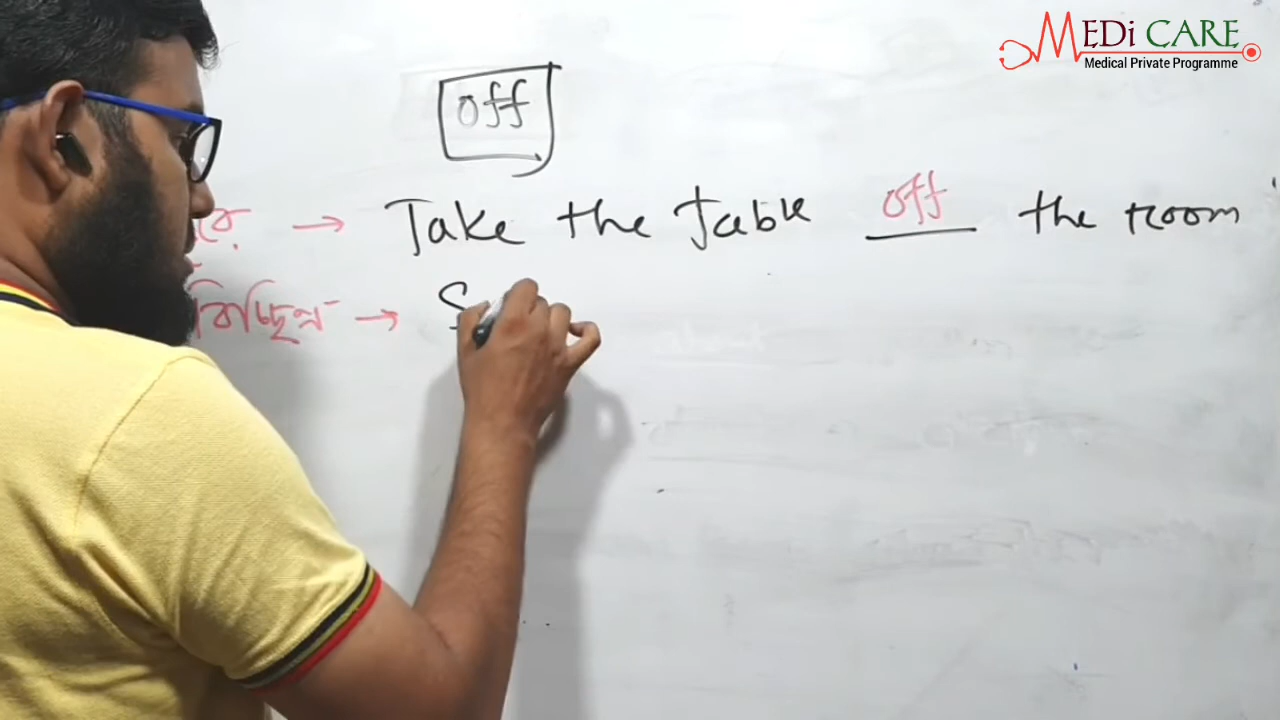 MEDi CARE
Medical Private Programme
off
→ Take the table off the room
বিচ্ছিন্ন → S